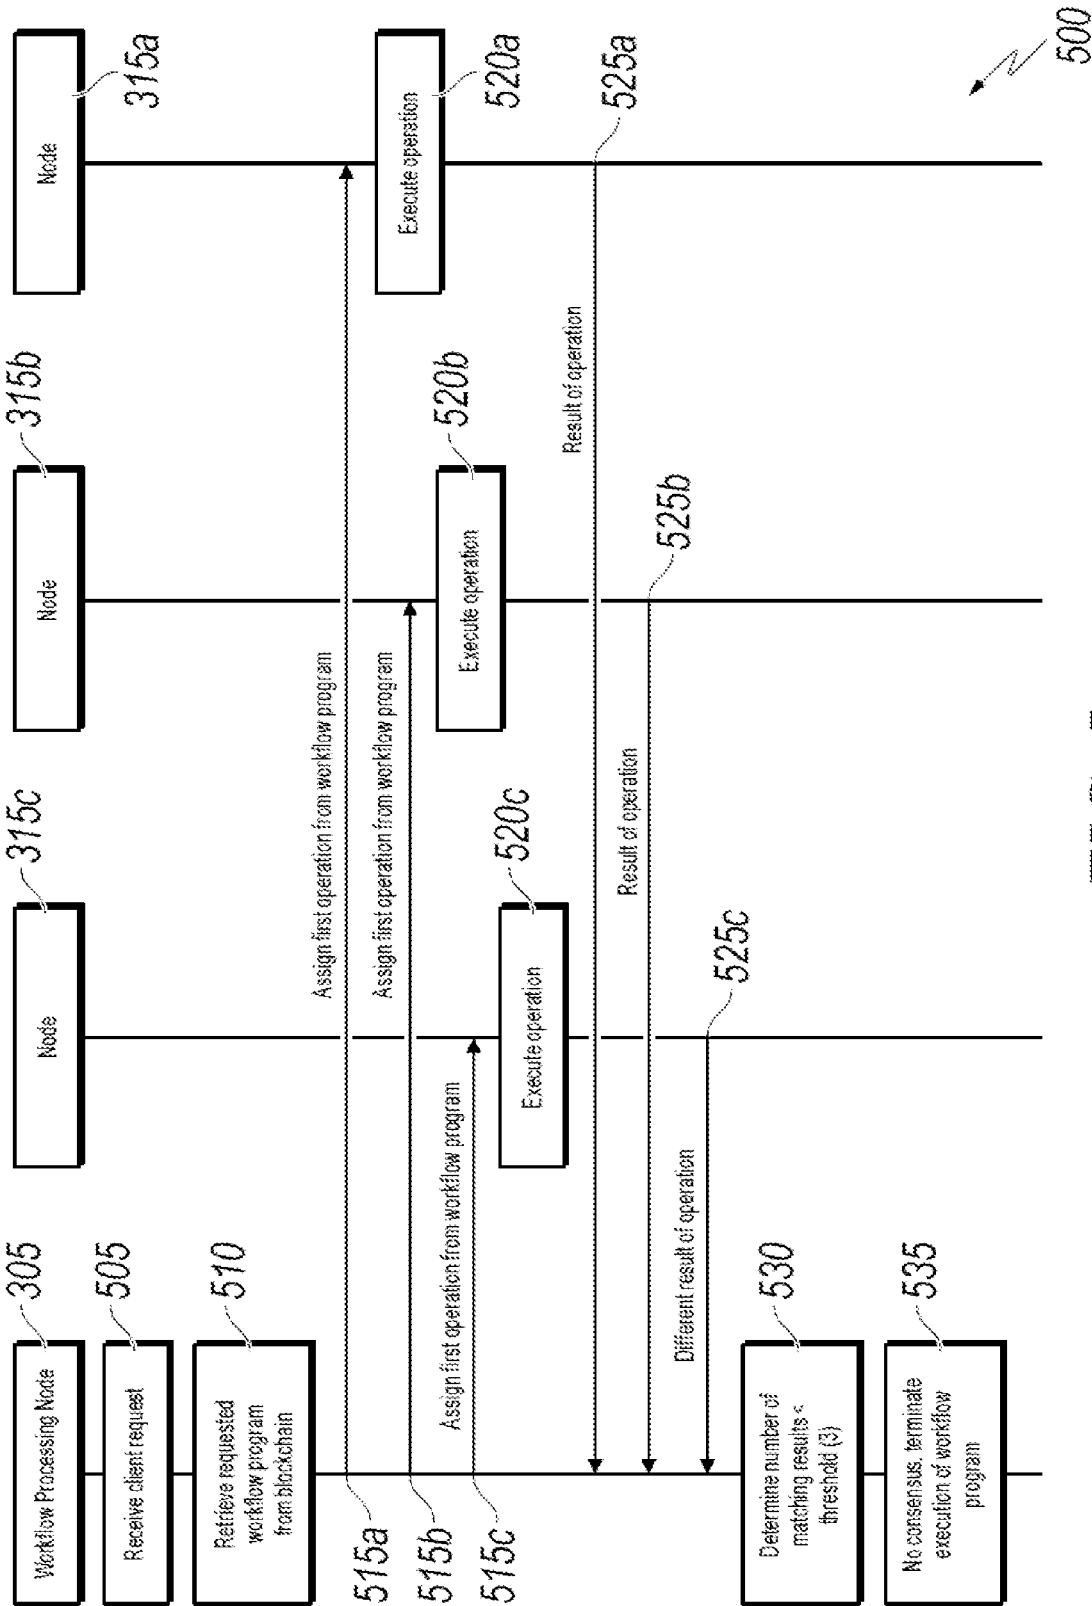 Workflow Processing Node
305
Node
315c
Node
315b
Node
315a
Receive client request
505
Retrieve requested
workflow program
from blockchain
510
Assign first operation from workflow program
515a
Assign first operation from workflow program
515b
Assign first operation from workflow program
515c
Execute operation
520a
Execute operation
520b
Execute operation
520c
Result of operation
525a
Result of operation
525b
Different result of operation
525c
Determine number of
matching results <
threshold (3)
530
No consensus, terminate
execution of workflow
program
535
500